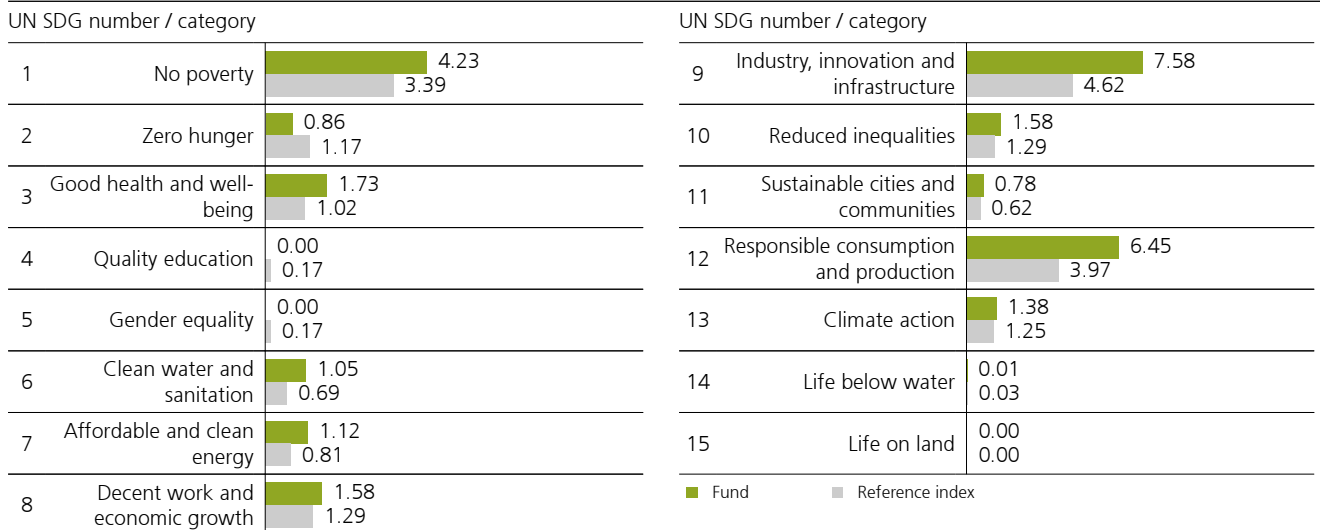 UN SDG number / category
1 No poverty 4.23
3.39
2 Zero hunger 0.86
1.17
3 Good health and well-
being 1.73
1.02
4 Quality education 0.00
0.17
5 Gender equality 0.00
0.17
6 Clean water and
sanitation 1.05
0.69
7 Affordable and clean
energy 1.12
0.81
8 Decent work and
economic growth 1.58
1.29
UN SDG number / category
9 Industry, innovation and
infrastructure 7.58
4.62
10 Reduced inequalities 1.58
1.29
11 Sustainable cities and
communities 0.78
0.62
12 Responsible consumption
and production 6.45
3.97
13 Climate action 1.38
1.25
14 Life below water 0.01
0.03
15 Life on land 0.00
0.00
Fund Reference index